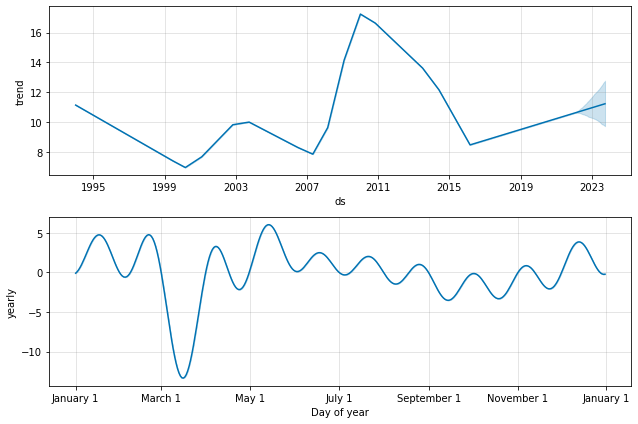 16
14
12
10
8
trend
1995 1999 2003 2007 2011 2015 2019 2023
ds
5
0
−5
−10
yearly
January 1 March 1 May 1 July 1 September 1 November 1 January 1
Day of year